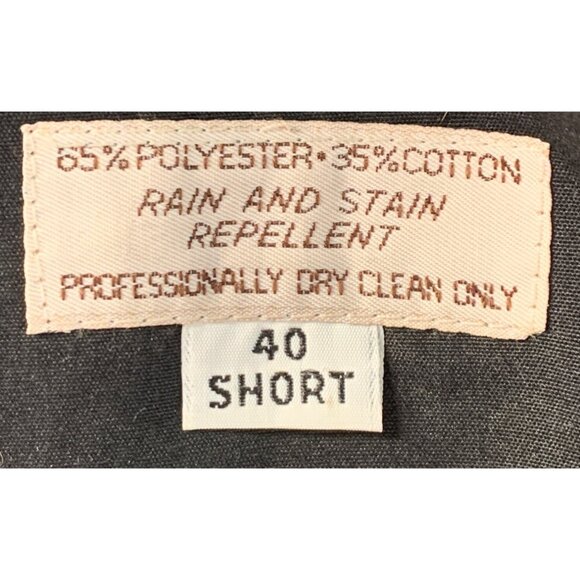 65% POLYESTER • 35% COTTON
RAIN AND STAIN
REPELLENT
PROFESSIONALLY DRY CLEAN ONLY
40
SHORT